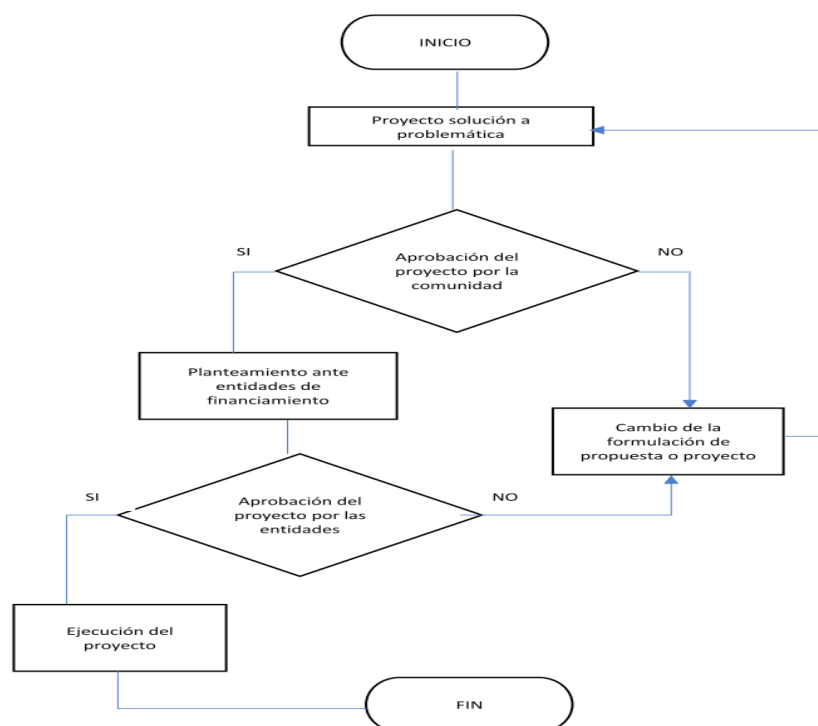 INICIO
Proyecto solución a
problemática
SI
Aprobación del
proyecto por la
comunidad
NO
Planteamiento ante
entidades de
financiamiento
Cambio de la
formulación de
propuesta o proyecto
SI
Aprobación del
proyecto por las
entidades
NO
Ejecución del
proyecto
FIN